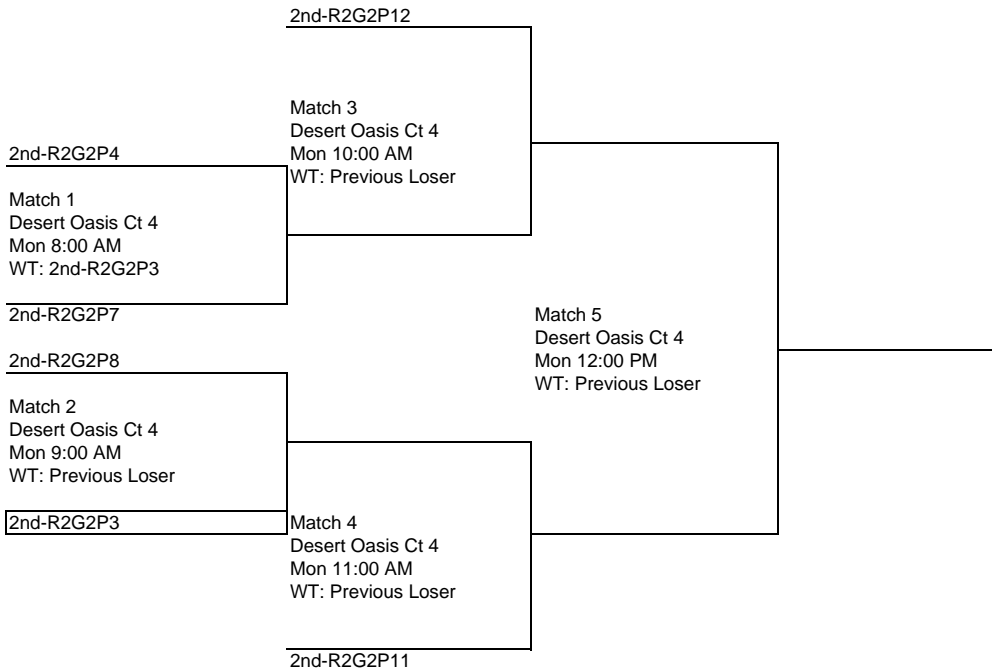 2nd-R2G2P12
Match 3
Desert Oasis Ct 4
Mon 10:00 AM
WT: Previous Loser
2nd-R2G2P4
Match 1
Desert Oasis Ct 4
Mon 8:00 AM
WT: 2nd-R2G2P3
2nd-R2G2P7
Match 5
Desert Oasis Ct 4
Mon 12:00 PM
WT: Previous Loser
2nd-R2G2P8
Match 2
Desert Oasis Ct 4
Mon 9:00 AM
WT: Previous Loser
2nd-R2G2P3
Match 4
Desert Oasis Ct 4
Mon 11:00 AM
WT: Previous Loser
2nd-R2G2P11